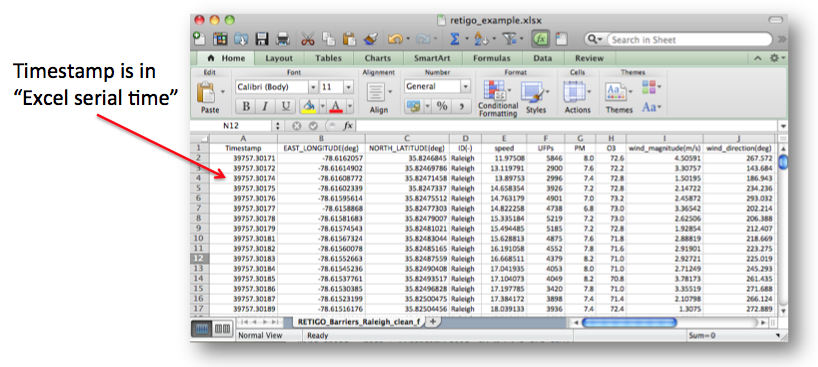 retigo_example.xlsx
Search in Sheet
Home Layout Tables Charts SmartArt Formulas Data Review
Edit Font Alignment Number Format Cells Themes
Timestamp is in
“Excel serial time”
Calibri (Body) 11 General
Paste B I U A Align % Conditional Formatting Styles Actions Themes Aa
N12 fx
A B C D E F G H I J
1 Timestamp EAST_LONGITUDE(deg) NORTH_LATITUDE(deg) ID(-) speed UFPs PM O3 wind_magnitude(m/s) wind_direction(deg)
2 39757.30171 -78.6162057 35.8246845 Raleigh 11.97508 5846 8.0 72.6 4.50591 267.572
3 39757.30172 -78.61614902 35.82469786 Raleigh 13.119791 2900 7.6 72.2 3.30757 143.684
4 39757.30174 -78.61608772 35.82471458 Raleigh 13.89753 2996 7.4 72.8 1.50195 186.943
5 39757.30175 -78.61602339 35.8247337 Raleigh 14.658354 3926 7.2 72.8 2.14722 234.236
6 39757.30176 -78.61595614 35.82475512 Raleigh 14.763179 4901 7.0 73.2 2.45872 293.032
7 39757.30177 -78.6158868 35.82477303 Raleigh 14.822258 4738 6.8 73.0 3.36542 202.214
8 39757.30178 -78.61581683 35.82479007 Raleigh 15.335184 5219 7.2 73.0 2.62506 206.388
9 39757.30179 -78.61574543 35.82481021 Raleigh 15.494485 5185 7.2 72.8 1.92854 212.407
10 39757.30181 -78.61567324 35.82483044 Raleigh 15.628813 4875 7.6 71.8 2.88819 218.669
11 39757.30182 -78.61560078 35.82485165 Raleigh 16.191058 4552 7.8 71.6 2.91901 223.275
12 39757.30183 -78.61552663 35.82487559 Raleigh 16.668511 4379 8.2 71.0 2.92721 225.019
13 39757.30184 -78.61545236 35.82490408 Raleigh 17.041935 4053 8.0 71.0 2.71249 245.293
14 39757.30185 -78.61537761 35.82493517 Raleigh 17.104073 4049 8.2 70.8 3.78173 261.435
15 39757.30186 -78.61530385 35.82496828 Raleigh 17.197785 3420 7.8 71.0 3.35519 271.688
16 39757.30187 -78.61523199 35.82500475 Raleigh 17.384172 3898 7.4 71.4 2.10798 266.124
17 39757.30189 -78.61516176 35.82504456 Raleigh 18.039133 3936 7.4 72.4 1.3075 272.889
RETIGO_Barriers_Raleigh_clean_f +
Normal View Ready Sum=0